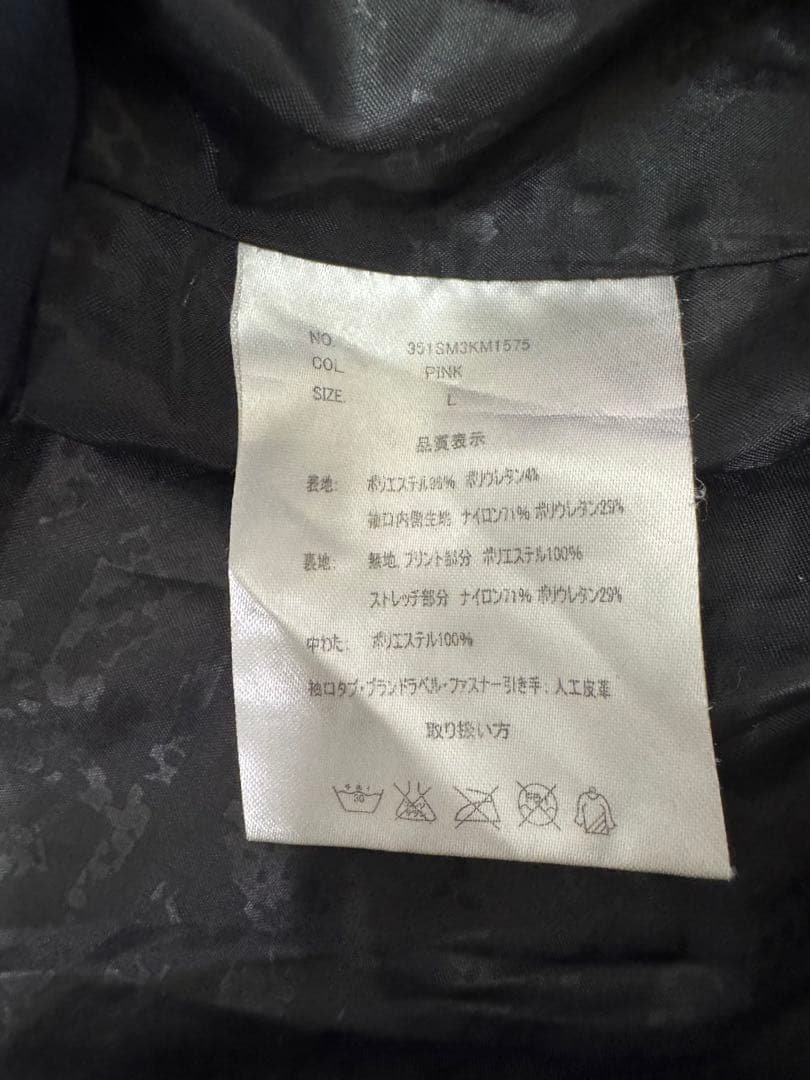 NO. 351SM3KM1575
COL. PINK
SIZE. L
品質表示
表地: ポリエステル96% ポリウレタン4%
袖口内側生地 ナイロン71% ポリウレタン29%
裏地: 無地,プリント部分 ポリエステル100%
ストレッチ部分 ナイロン71% ポリウレタン29%
中わた: ポリエステル100%
袖口タブ・ブランドラベル・ファスナー引き手: 人工皮革
取り扱い方
30